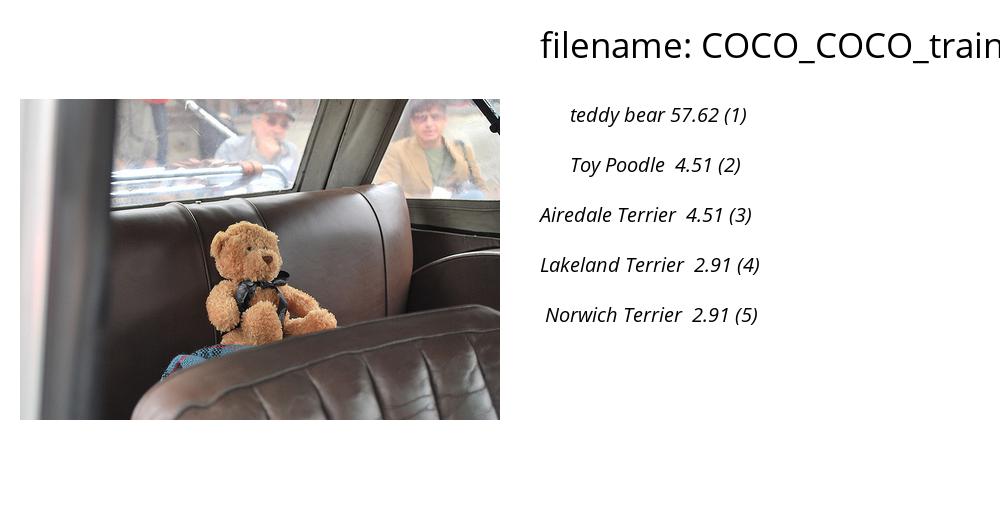 filename: COCO_COCO_train
teddy bear 57.62 (1)
Toy Poodle 4.51 (2)
Airedale Terrier 4.51 (3)
Lakeland Terrier 2.91 (4)
Norwich Terrier 2.91 (5)